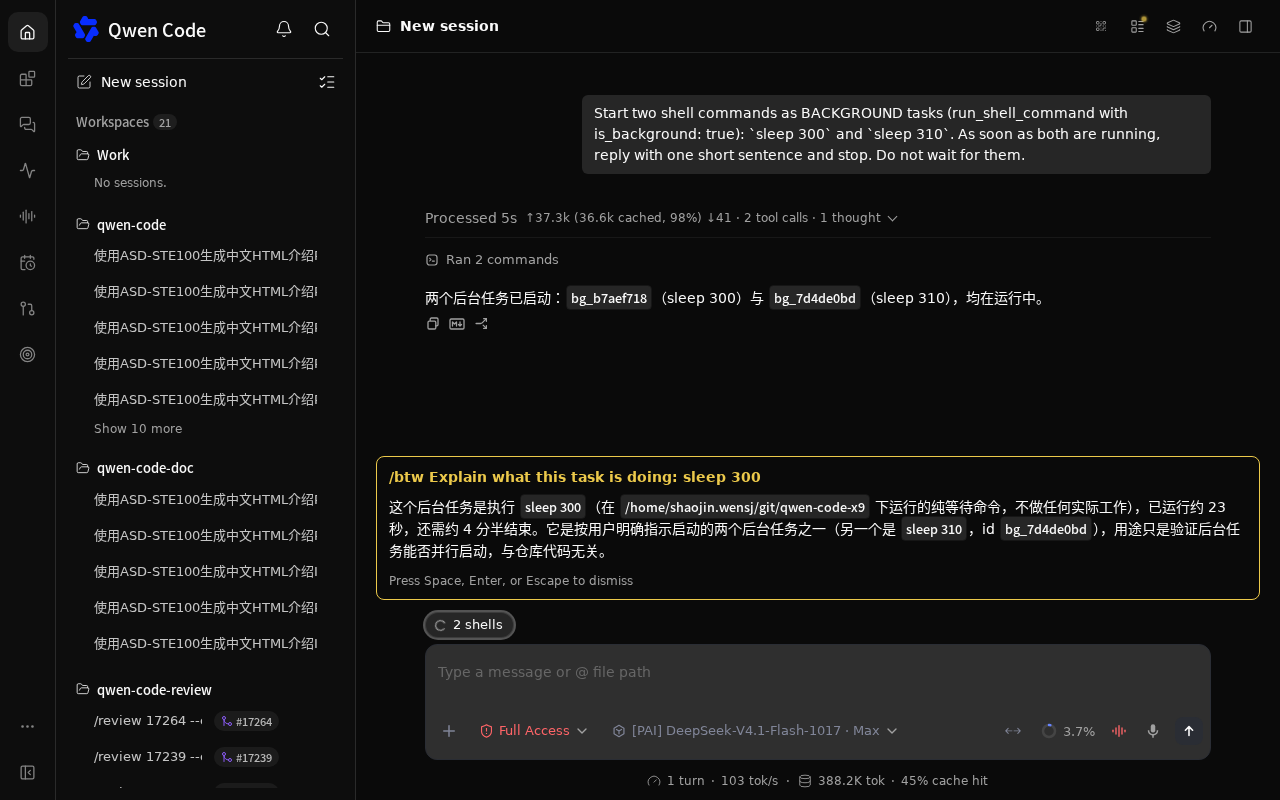 Qwen Code
New session
Workspaces 21
Work
No sessions.
qwen-code
使用ASD-STE100生成中文HTML介绍
使用ASD-STE100生成中文HTML介绍
使用ASD-STE100生成中文HTML介绍
使用ASD-STE100生成中文HTML介绍
使用ASD-STE100生成中文HTML介绍
Show 10 more
qwen-code-doc
使用ASD-STE100生成中文HTML介绍
使用ASD-STE100生成中文HTML介绍
使用ASD-STE100生成中文HTML介绍
使用ASD-STE100生成中文HTML介绍
使用ASD-STE100生成中文HTML介绍
qwen-code-review
/review 17264 -- #17264
/review 17239 -- #17239
New session
Start two shell commands as BACKGROUND tasks (run_shell_command with
is_background: true): `sleep 300` and `sleep 310`. As soon as both are running,
reply with one short sentence and stop. Do not wait for them.
Processed 5s ↑37.3k (36.6k cached, 98%) ↓41 · 2 tool calls · 1 thought
Ran 2 commands
两个后台任务已启动：bg_b7aef718（sleep 300）与 bg_7d4de0bd（sleep 310），均在运行中。
/btw Explain what this task is doing: sleep 300
这个后台任务是执行 sleep 300（在 /home/shaojin.wensj/git/qwen-code-x9 下运行的纯等待命令，不做任何实际工作），已运行约 23
秒，还需约 4 分半结束。它是按用户明确指示启动的两个后台任务之一（另一个是 sleep 310，id bg_7d4de0bd），用途只是验证后台任
务能否并行启动，与仓库代码无关。
Press Space, Enter, or Escape to dismiss
2 shells
Type a message or @ file path
Full Access
[PAI] DeepSeek-V4.1-Flash-1017 · Max
3.7%
1 turn · 103 tok/s · 388.2K tok · 45% cache hit